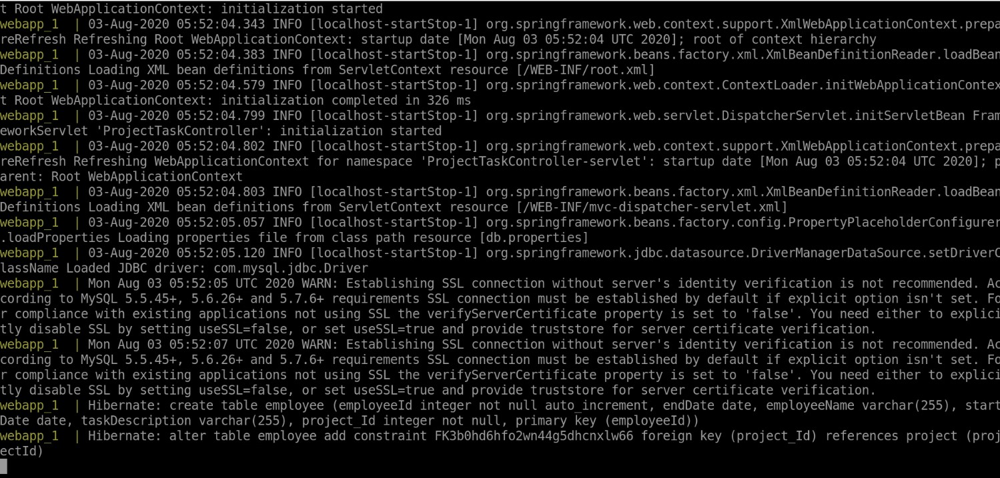 t Root WebApplicationContext: initialization started
webapp_1  | 03-Aug-2020 05:52:04.343 INFO [localhost-startStop-1] org.springframework.web.context.support.XmlWebApplicationContext.prepa
reRefresh Refreshing Root WebApplicationContext: startup date [Mon Aug 03 05:52:04 UTC 2020]; root of context hierarchy
webapp_1  | 03-Aug-2020 05:52:04.383 INFO [localhost-startStop-1] org.springframework.beans.factory.xml.XmlBeanDefinitionReader.loadBean
Definitions Loading XML bean definitions from ServletContext resource [/WEB-INF/root.xml]
webapp_1  | 03-Aug-2020 05:52:04.579 INFO [localhost-startStop-1] org.springframework.web.context.ContextLoader.initWebApplicationContex
t Root WebApplicationContext: initialization completed in 326 ms
webapp_1  | 03-Aug-2020 05:52:04.799 INFO [localhost-startStop-1] org.springframework.web.servlet.DispatcherServlet.initServletBean Fram
eworkServlet 'ProjectTaskController': initialization started
webapp_1  | 03-Aug-2020 05:52:04.802 INFO [localhost-startStop-1] org.springframework.web.context.support.XmlWebApplicationContext.prepa
reRefresh Refreshing WebApplicationContext for namespace 'ProjectTaskController-servlet': startup date [Mon Aug 03 05:52:04 UTC 2020]; p
arent: Root WebApplicationContext
webapp_1  | 03-Aug-2020 05:52:04.803 INFO [localhost-startStop-1] org.springframework.beans.factory.xml.XmlBeanDefinitionReader.loadBean
Definitions Loading XML bean definitions from ServletContext resource [/WEB-INF/mvc-dispatcher-servlet.xml]
webapp_1  | 03-Aug-2020 05:52:05.057 INFO [localhost-startStop-1] org.springframework.beans.factory.config.PropertyPlaceholderConfigurer
.loadProperties Loading properties file from class path resource [db.properties]
webapp_1  | 03-Aug-2020 05:52:05.120 INFO [localhost-startStop-1] org.springframework.jdbc.datasource.DriverManagerDataSource.setDriverC
lassName Loaded JDBC driver: com.mysql.jdbc.Driver
webapp_1  | Mon Aug 03 05:52:05 UTC 2020 WARN: Establishing SSL connection without server's identity verification is not recommended. Ac
cording to MySQL 5.5.45+, 5.6.26+ and 5.7.6+ requirements SSL connection must be established by default if explicit option isn't set. Fo
r compliance with existing applications not using SSL the verifyServerCertificate property is set to 'false'. You need either to explici
tly disable SSL by setting useSSL=false, or set useSSL=true and provide truststore for server certificate verification.
webapp_1  | Mon Aug 03 05:52:07 UTC 2020 WARN: Establishing SSL connection without server's identity verification is not recommended. Ac
cording to MySQL 5.5.45+, 5.6.26+ and 5.7.6+ requirements SSL connection must be established by default if explicit option isn't set. Fo
r compliance with existing applications not using SSL the verifyServerCertificate property is set to 'false'. You need either to explici
tly disable SSL by setting useSSL=false, or set useSSL=true and provide truststore for server certificate verification.
webapp_1  | Hibernate: create table employee (employeeId integer not null auto_increment, endDate date, employeeName varchar(255), start
Date date, taskDescription varchar(255), project_Id integer not null, primary key (employeeId))
webapp_1  | Hibernate: alter table employee add constraint FK3b0hd6hfo2wn44g5dhcnxlw66 foreign key (project_Id) references project (proj
ectId)